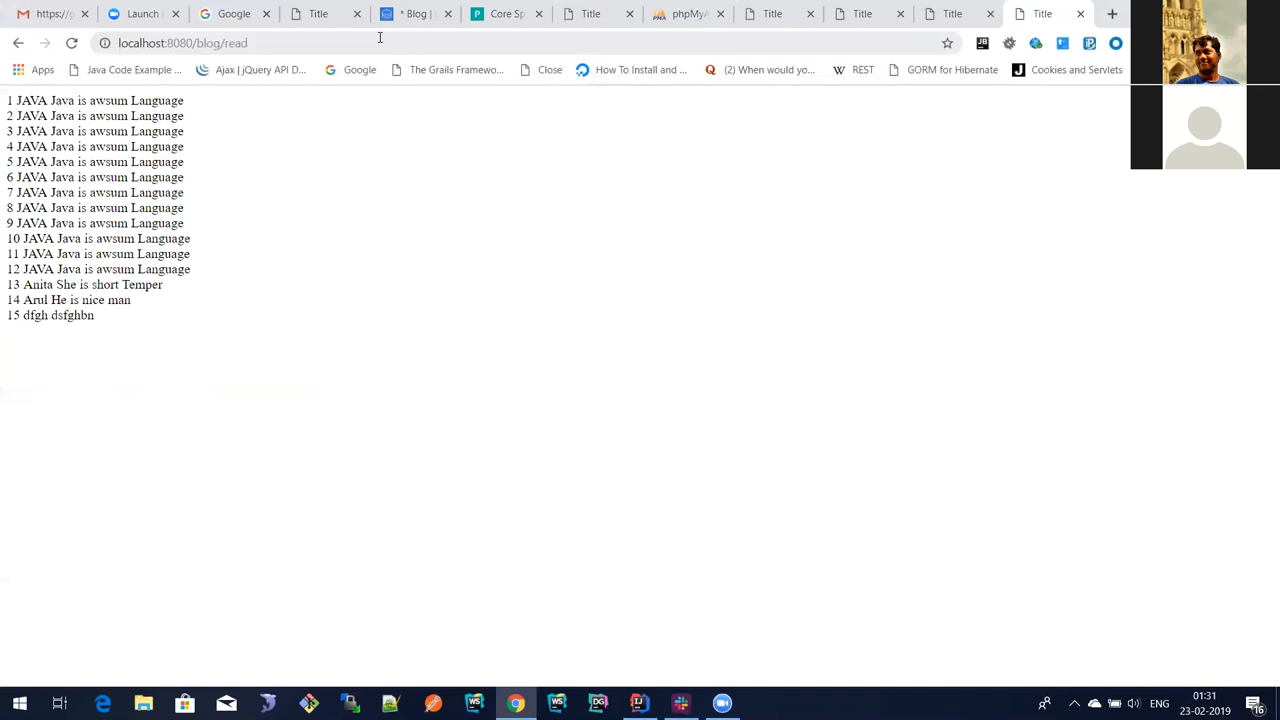 https://g
Launch
Google
Title
* Blog | L
Core Sp
Title
phpMyA
Title
Title
Title
Title
localhost:8080/blog/read
Apps
Java Code Example ...
Ajax | jQuery API D...
Google
The Grails Framewo...
Close
How To Install and ...
(2) When would yo...
REST
GORM for Hibernate
Cookies and Servlets
1 JAVA Java is awsum Language
2 JAVA Java is awsum Language
3 JAVA Java is awsum Language
4 JAVA Java is awsum Language
5 JAVA Java is awsum Language
6 JAVA Java is awsum Language
7 JAVA Java is awsum Language
8 JAVA Java is awsum Language
9 JAVA Java is awsum Language
10 JAVA Java is awsum Language
11 JAVA Java is awsum Language
12 JAVA Java is awsum Language
13 Anita She is short Temper
14 Arul He is nice man
15 dfgh dsfghbn
ENG
01:31
23-02-2019
16